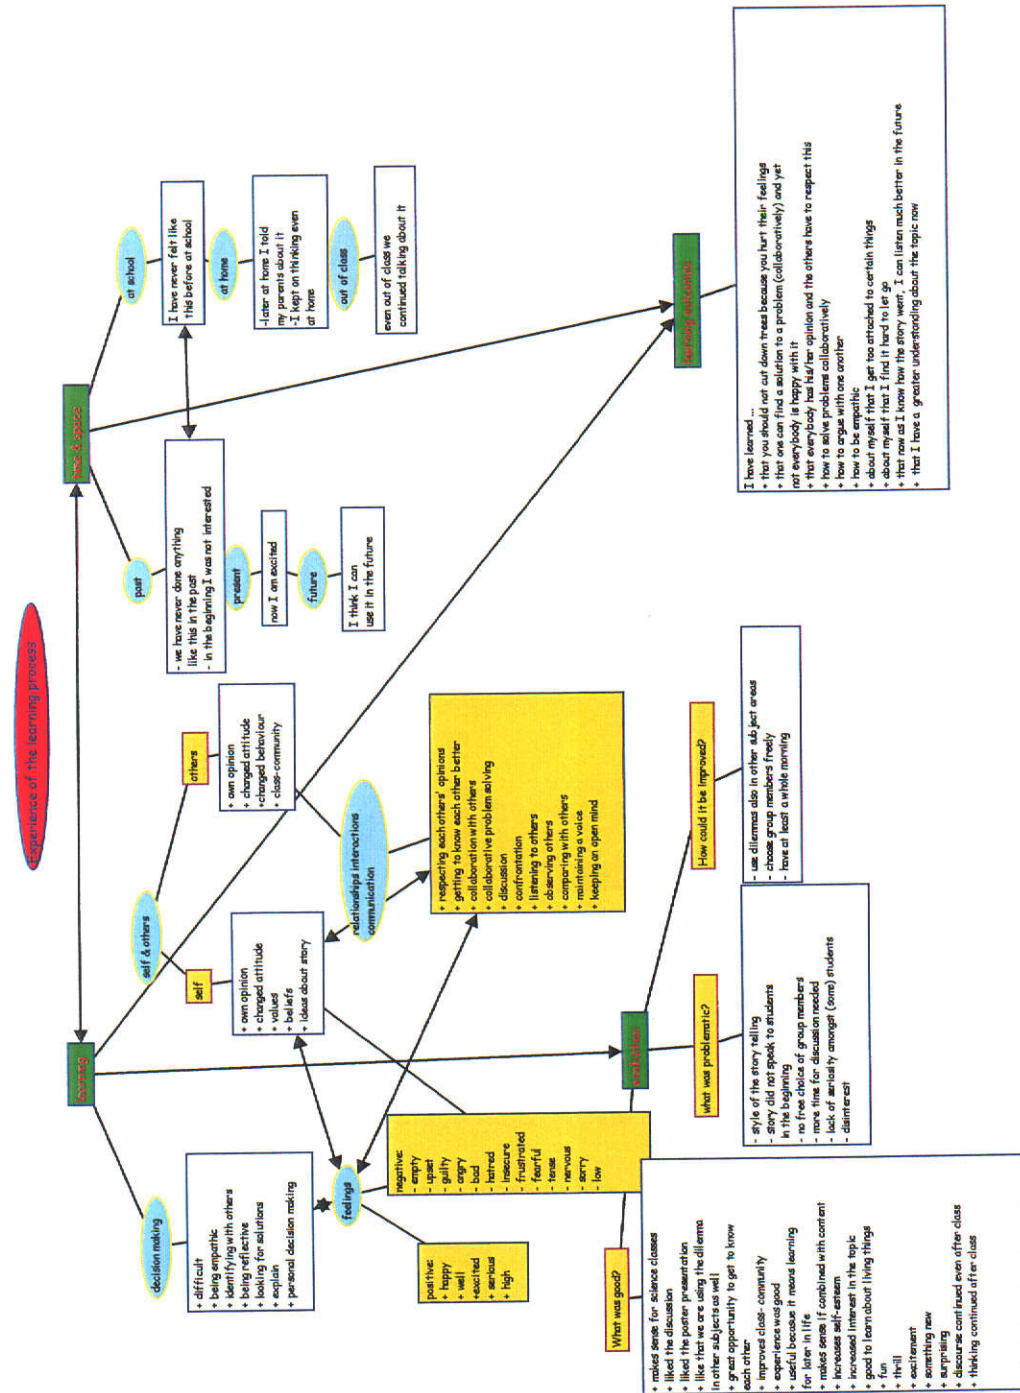 Experience of the learning process
learning
time & space
decision making
+ difficult
+ being empathic
+ identifying with others
+ being reflective
+ looking for solutions
+ explain
+ personal decision making
feelings
positive:
+ happy
+ well
+excited
+ serious
+ high
negative:
- empty
- upset
- guilty
- angry
- bad
- hatred
- insecure
- frustrated
- fearful
- tense
- nervous
- sorry
- low
self & others
self
+ own opinion
+ changed attitude
+ values
+ beliefs
+ ideas about story
others
+ own opinion
+ changed attitude
+changed behaviour
+ class-community
relationships interactions
communication
+ respecting each others' opinions
+ getting to know each other better
+ collaboration with others
+ collaborative problem solving
+ discussion
+ confrontation
+ listening to others
+ observing others
+ comparing with others
+ maintaining a voice
+ keeping an open mind
past
- we have never done anything
like this in the past
- in the beginning I was not interested
present
now I am excited
future
I think I can
use it in the future
at school
I have never felt like
this before at school
at home
-later at home I told
my parents about it
-I kept on thinking even
at home
out of class
even out of class we
continued talking about it
evaluation
What was good?
+ makes sense for science classes
+ liked the discussion
+ liked the poster presentation
+ like that we are using the dilemma
in other subjects as well
+ great opportunity to get to know
each other
+ improves class- community
+ experience was good
- useful becasue it means learning
for later in life
+ makes sense if combined with content
+ increases self-esteem
+ increased interest in the topic
+ good to learn about living things
+ fun
+ thrill
+ excitement
+ something new
+ surprising
+ discourse continued even after class
+ thinking continued after class
what was problematic?
- style of the story telling
- story did not speak to students
in the beginning
- no free choice of group members
- more time for discussion needed
- lack of seriosity amongst (some) students
- disinterest
How could it be improved?
- use dilemmas also in other subject areas
- choose group members freely
- have at least a whole morning
learning outcomes
I have learned ...
+ that you should not cut down trees because you hurt their feelings
+ that one can find a solution to a problem (collaboratively) and yet
not everybody is happy with it
+ that everybody has his/her opinion and the others have to respect this
+ how to solve problems collaboratively
+ how to argue with one another
+ how to be empathic
+ about myself that I get too attached to certain things
+ about myself that I find it hard to let go
+ that now as I know how the story went, I can listen much better in the future
+ that I have a greater understanding about the topic now